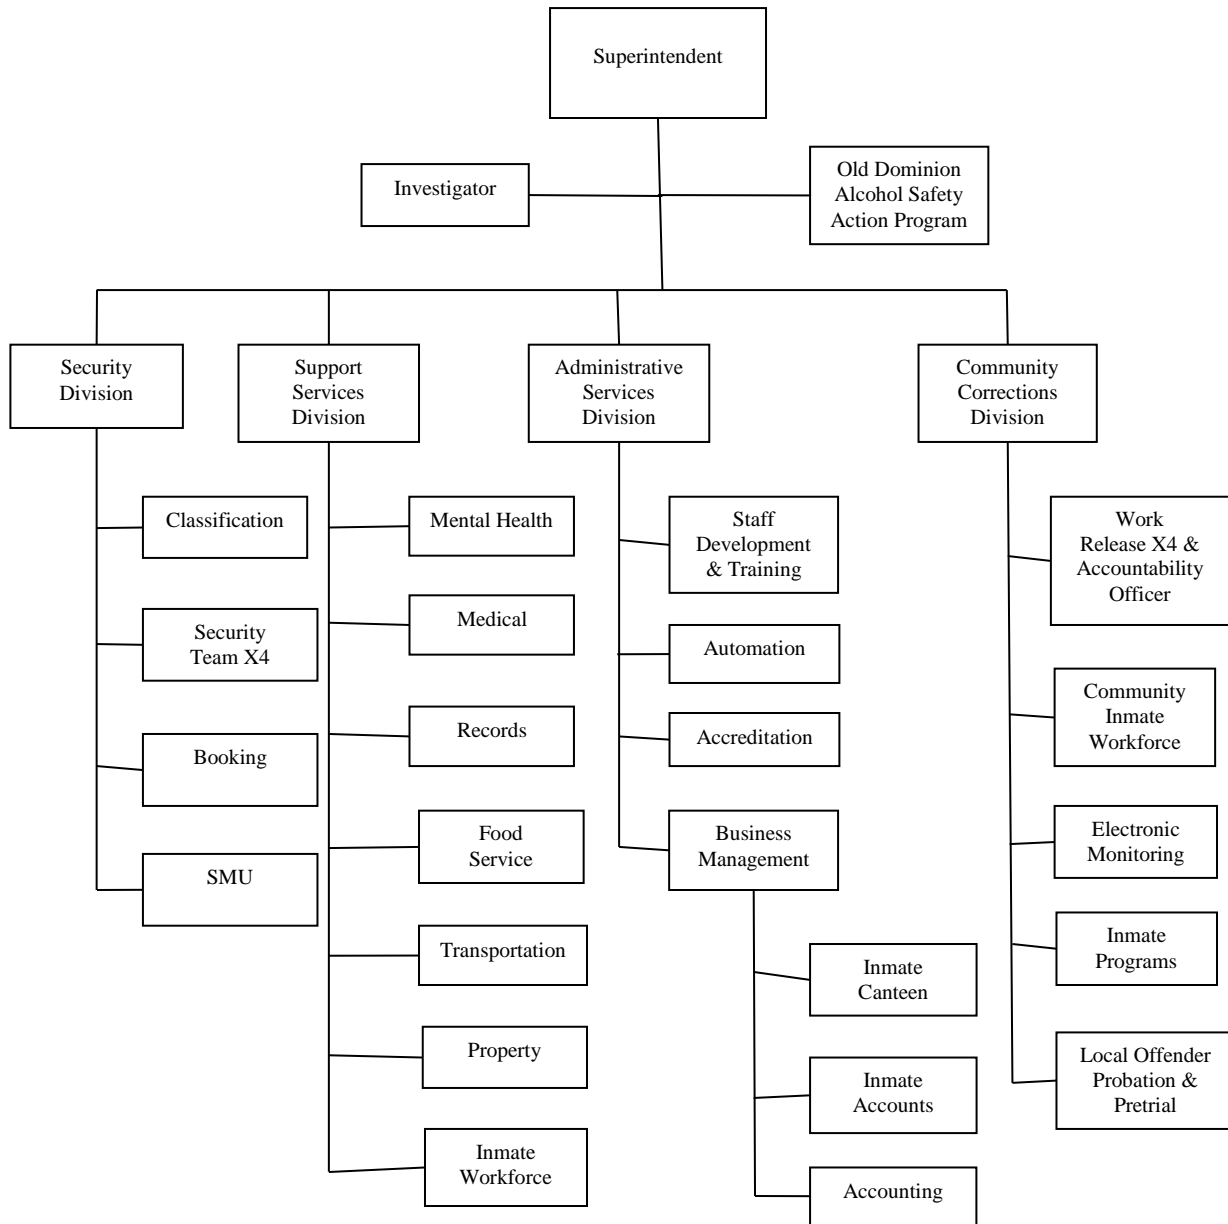 Superintendent
Investigator
Old Dominion
Alcohol Safety
Action Program
Security
Division
Support
Services
Division
Administrative
Services
Division
Community
Corrections
Division
Classification
Security
Team X4
Booking
SMU
Mental Health
Medical
Records
Food
Service
Transportation
Property
Inmate
Workforce
Staff
Development
& Training
Automation
Accreditation
Business
Management
Inmate
Canteen
Inmate
Accounts
Accounting
Work
Release X4 &
Accountability
Officer
Community
Inmate
Workforce
Electronic
Monitoring
Inmate
Programs
Local Offender
Probation &
Pretrial